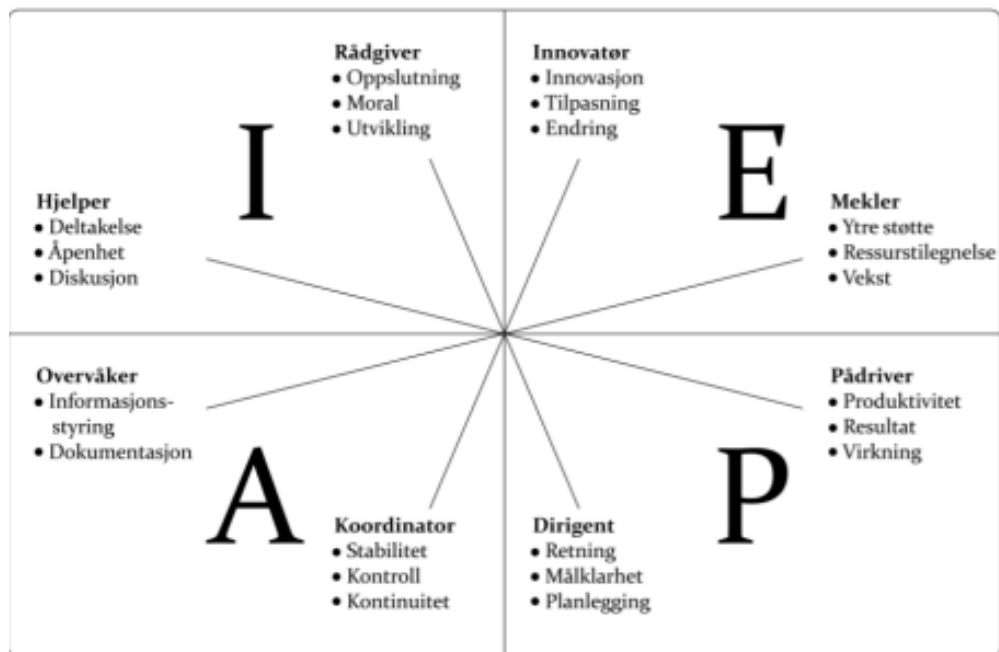 Rådgiver
• Oppslutning
• Moral
• Utvikling
I
Hjelper
• Deltakelse
• Åpenhet
• Diskusjon
Innovatør
• Innovasjon
• Tilpasning
• Endring
E
Mekler
• Ytre støtte
• Ressurstilegnelse
• Vekst
Overvåker
• Informasjons-
styring
• Dokumentasjon
A
Koordinator
• Stabilitet
• Kontroll
• Kontinuitet
Pådriver
• Produktivitet
• Resultat
• Virkning
P
Dirigent
• Retning
• Målklarhet
• Planlegging